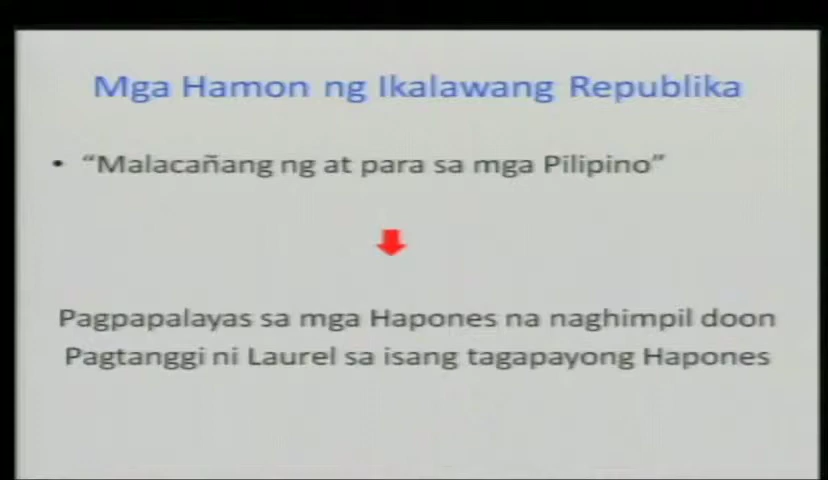 Mga Hamon ng Ikalawang Republika
• “Malacañang ng at para sa mga Pilipino”
Pagpapalayas sa mga Hapones na naghimpil doon
Pagtanggi ni Laurel sa isang tagapayong Hapones